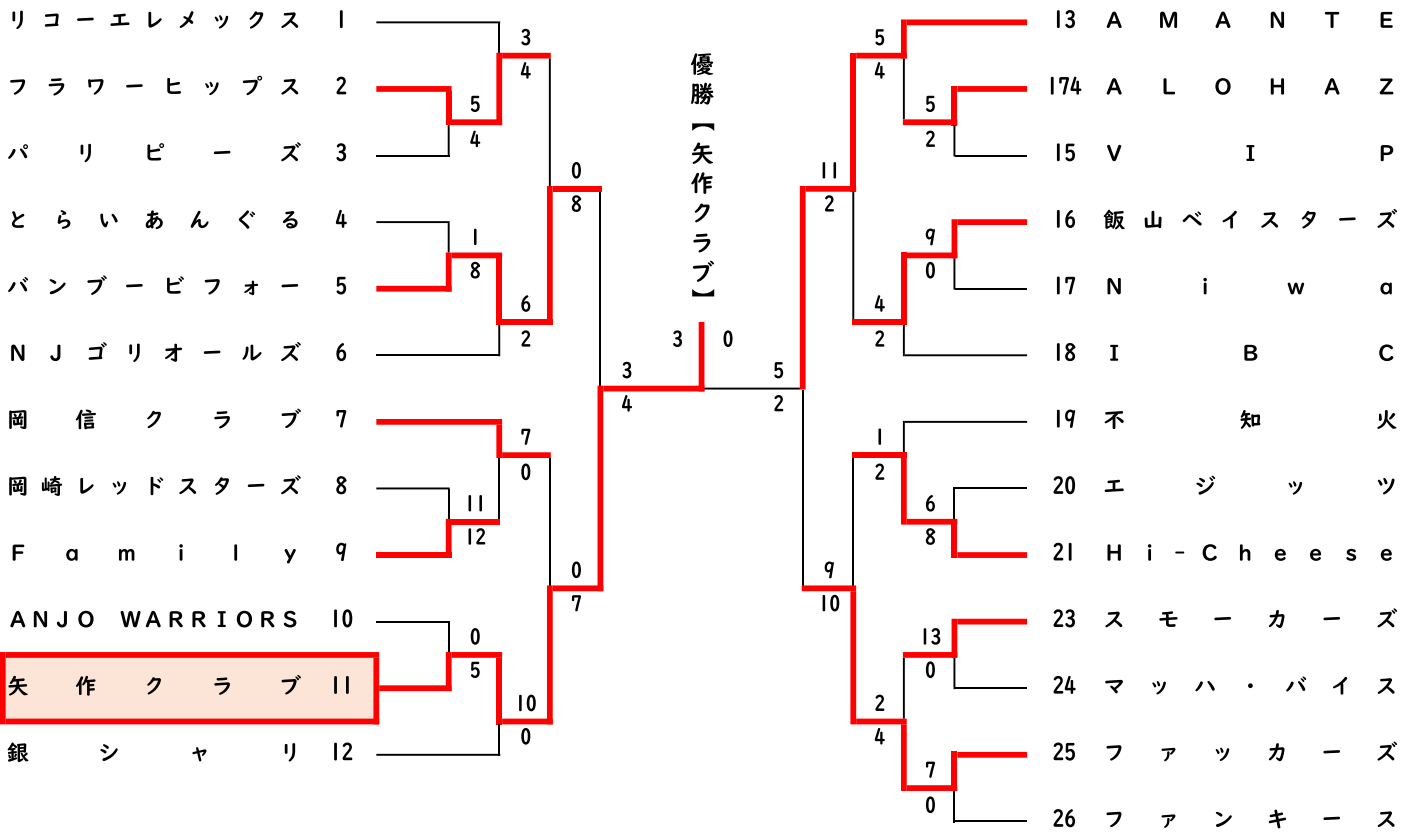 リコーエレメックス 1
フラワーヒップス 2
パリピーズ 3
とらいあんぐる 4
バンブービフォー 5
NJゴリオールズ 6
岡信クラブ 7
岡崎レッドスターズ 8
Family 9
ANJO WARRIORS 10
矢作クラブ 11
銀シャリ 12
3
4
5
4
0
8
1
8
6
2
3
4
7
0
11
12
0
7
0
5
10
0
優勝【矢作クラブ】
3 0
5
4
5
2
11
2
9
0
4
2
5
2
1
2
6
8
9
10
13
0
2
4
7
0
13 AMANTE
174 ALOHAZ
15 VIP
16 飯山ベイスターズ
17 Niwa
18 IBC
19 不知火
20 エジッツ
21 Hi-Cheese
23 スモーカーズ
24 マッハ・バイス
25 ファッカーズ
26 ファンキース